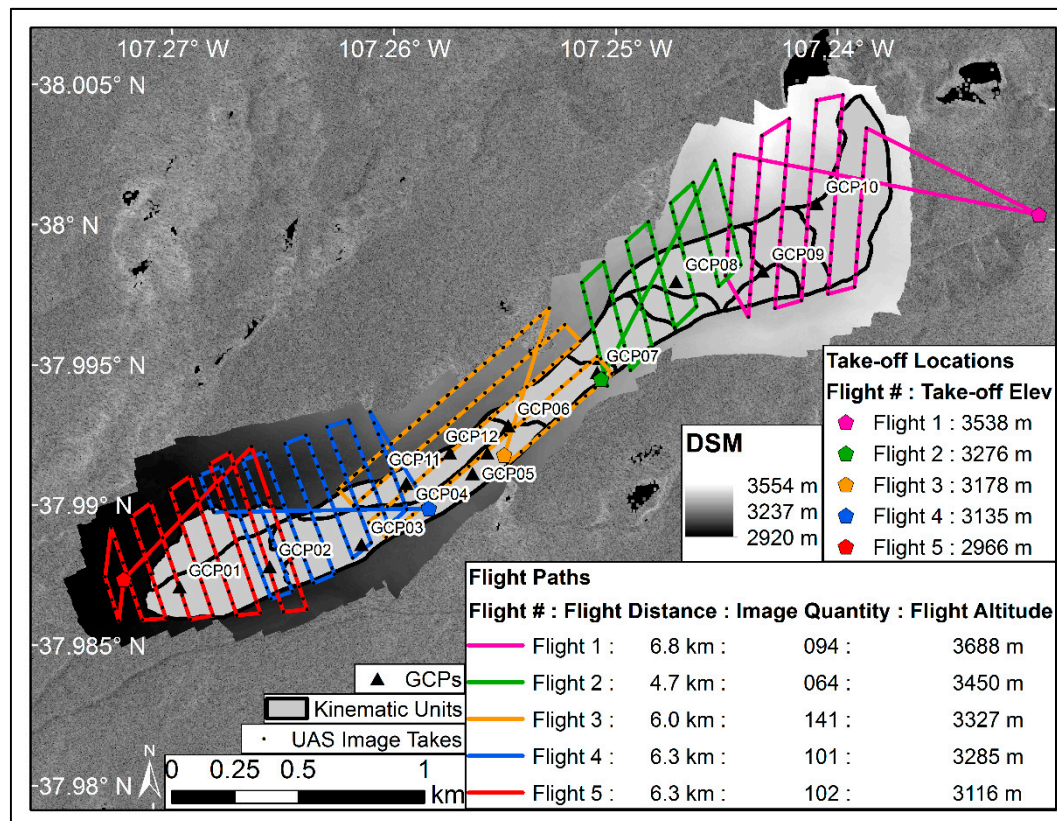 107.27° W 107.26° W 107.25° W 107.24° W
38.005° N
38° N
37.995° N
37.99° N
37.985° N
37.98° N
GCP10
GCP09
GCP08
GCP07
GCP06
GCP12
GCP11
GCP05
GCP04
GCP03
GCP02
GCP01
Take-off Locations
Flight # : Take-off Elev
Flight 1 : 3538 m
Flight 2 : 3276 m
Flight 3 : 3178 m
Flight 4 : 3135 m
Flight 5 : 2966 m
DSM
3554 m
3237 m
2920 m
Flight Paths
Flight # : Flight Distance : Image Quantity : Flight Altitude
Flight 1 : 6.8 km : 094 : 3688 m
Flight 2 : 4.7 km : 064 : 3450 m
Flight 3 : 6.0 km : 141 : 3327 m
Flight 4 : 6.3 km : 101 : 3285 m
Flight 5 : 6.3 km : 102 : 3116 m
GCPs
Kinematic Units
UAS Image Takes
N
0 0.25 0.5 1
km